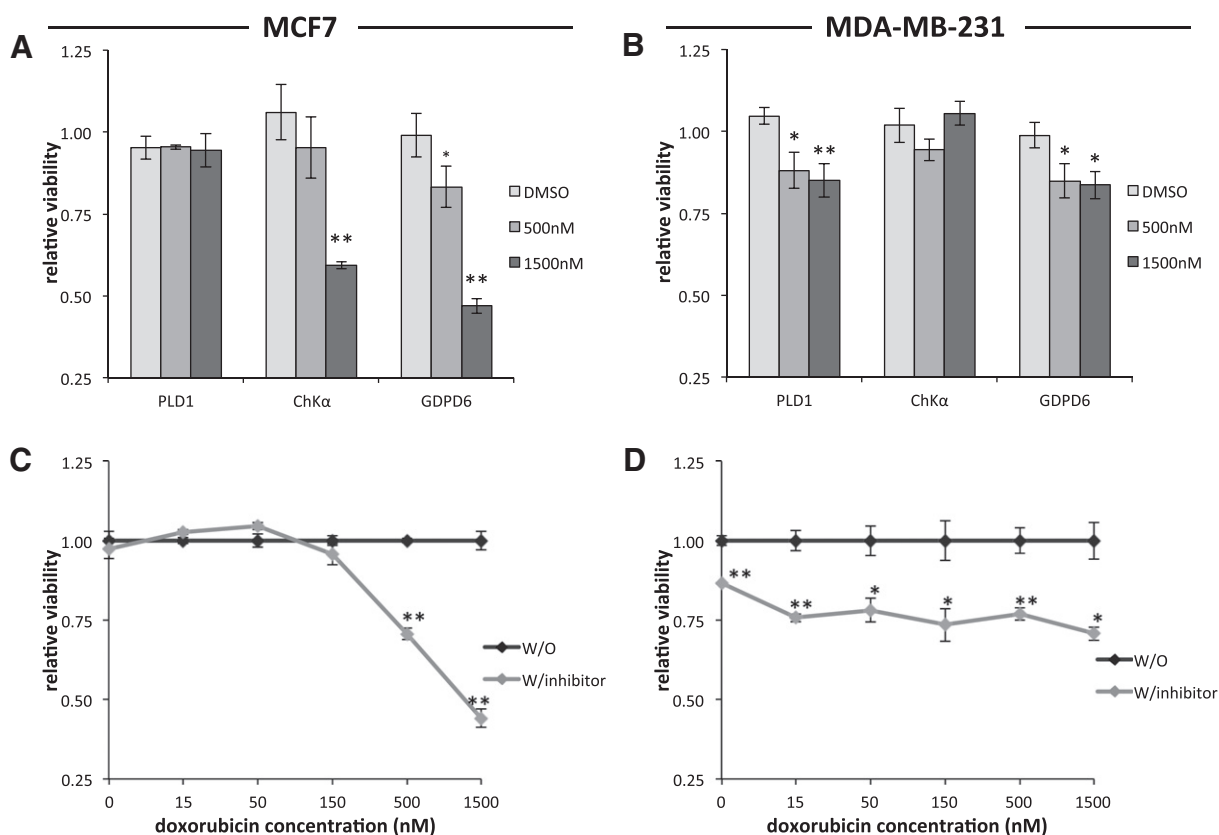 MCF7
MDA-MB-231
A
1.25
1.00
0.75
0.50
0.25
relative viability
*
**
**
PLD1
ChKα
GDPD6
DMSO
500nM
1500nM
B
1.25
1.00
0.75
0.50
0.25
relative viability
*
**
*
*
PLD1
ChKα
GDPD6
DMSO
500nM
1500nM
C
1.25
1.00
0.75
0.50
0.25
relative viability
**
**
W/O
W/inhibitor
0 15 50 150 500 1500
doxorubicin concentration (nM)
D
1.25
1.00
0.75
0.50
0.25
relative viability
**
**
*
*
**
*
W/O
W/inhibitor
0 15 50 150 500 1500
doxorubicin concentration (nM)